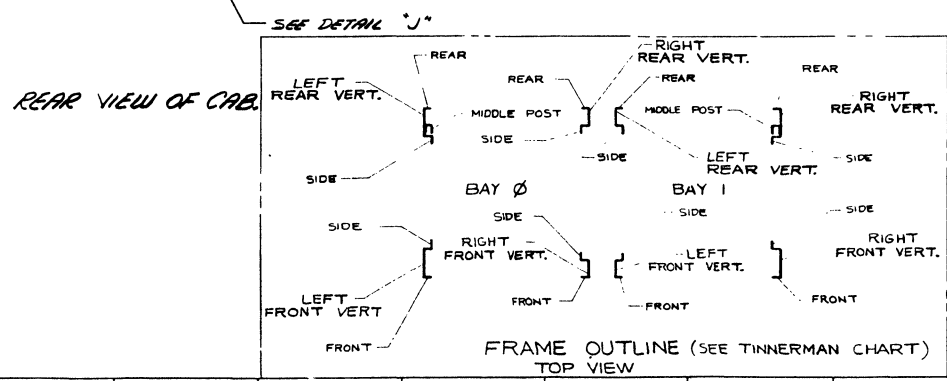 SEE DETAIL "J"
REAR VIEW OF CAB.
REAR
LEFT
REAR VERT.
REAR
RIGHT
REAR VERT.
REAR
REAR
RIGHT
REAR VERT.
MIDDLE POST
MIDDLE POST
SIDE
SIDE
SIDE
LEFT
REAR VERT.
SIDE
BAY Ø
BAY 1
SIDE
SIDE
SIDE
SIDE
RIGHT
FRONT VERT.
LEFT
FRONT VERT.
RIGHT
FRONT VERT.
LEFT
FRONT VERT
FRONT
FRONT
FRONT
FRONT
FRAME OUTLINE (SEE TINNERMAN CHART)
TOP VIEW